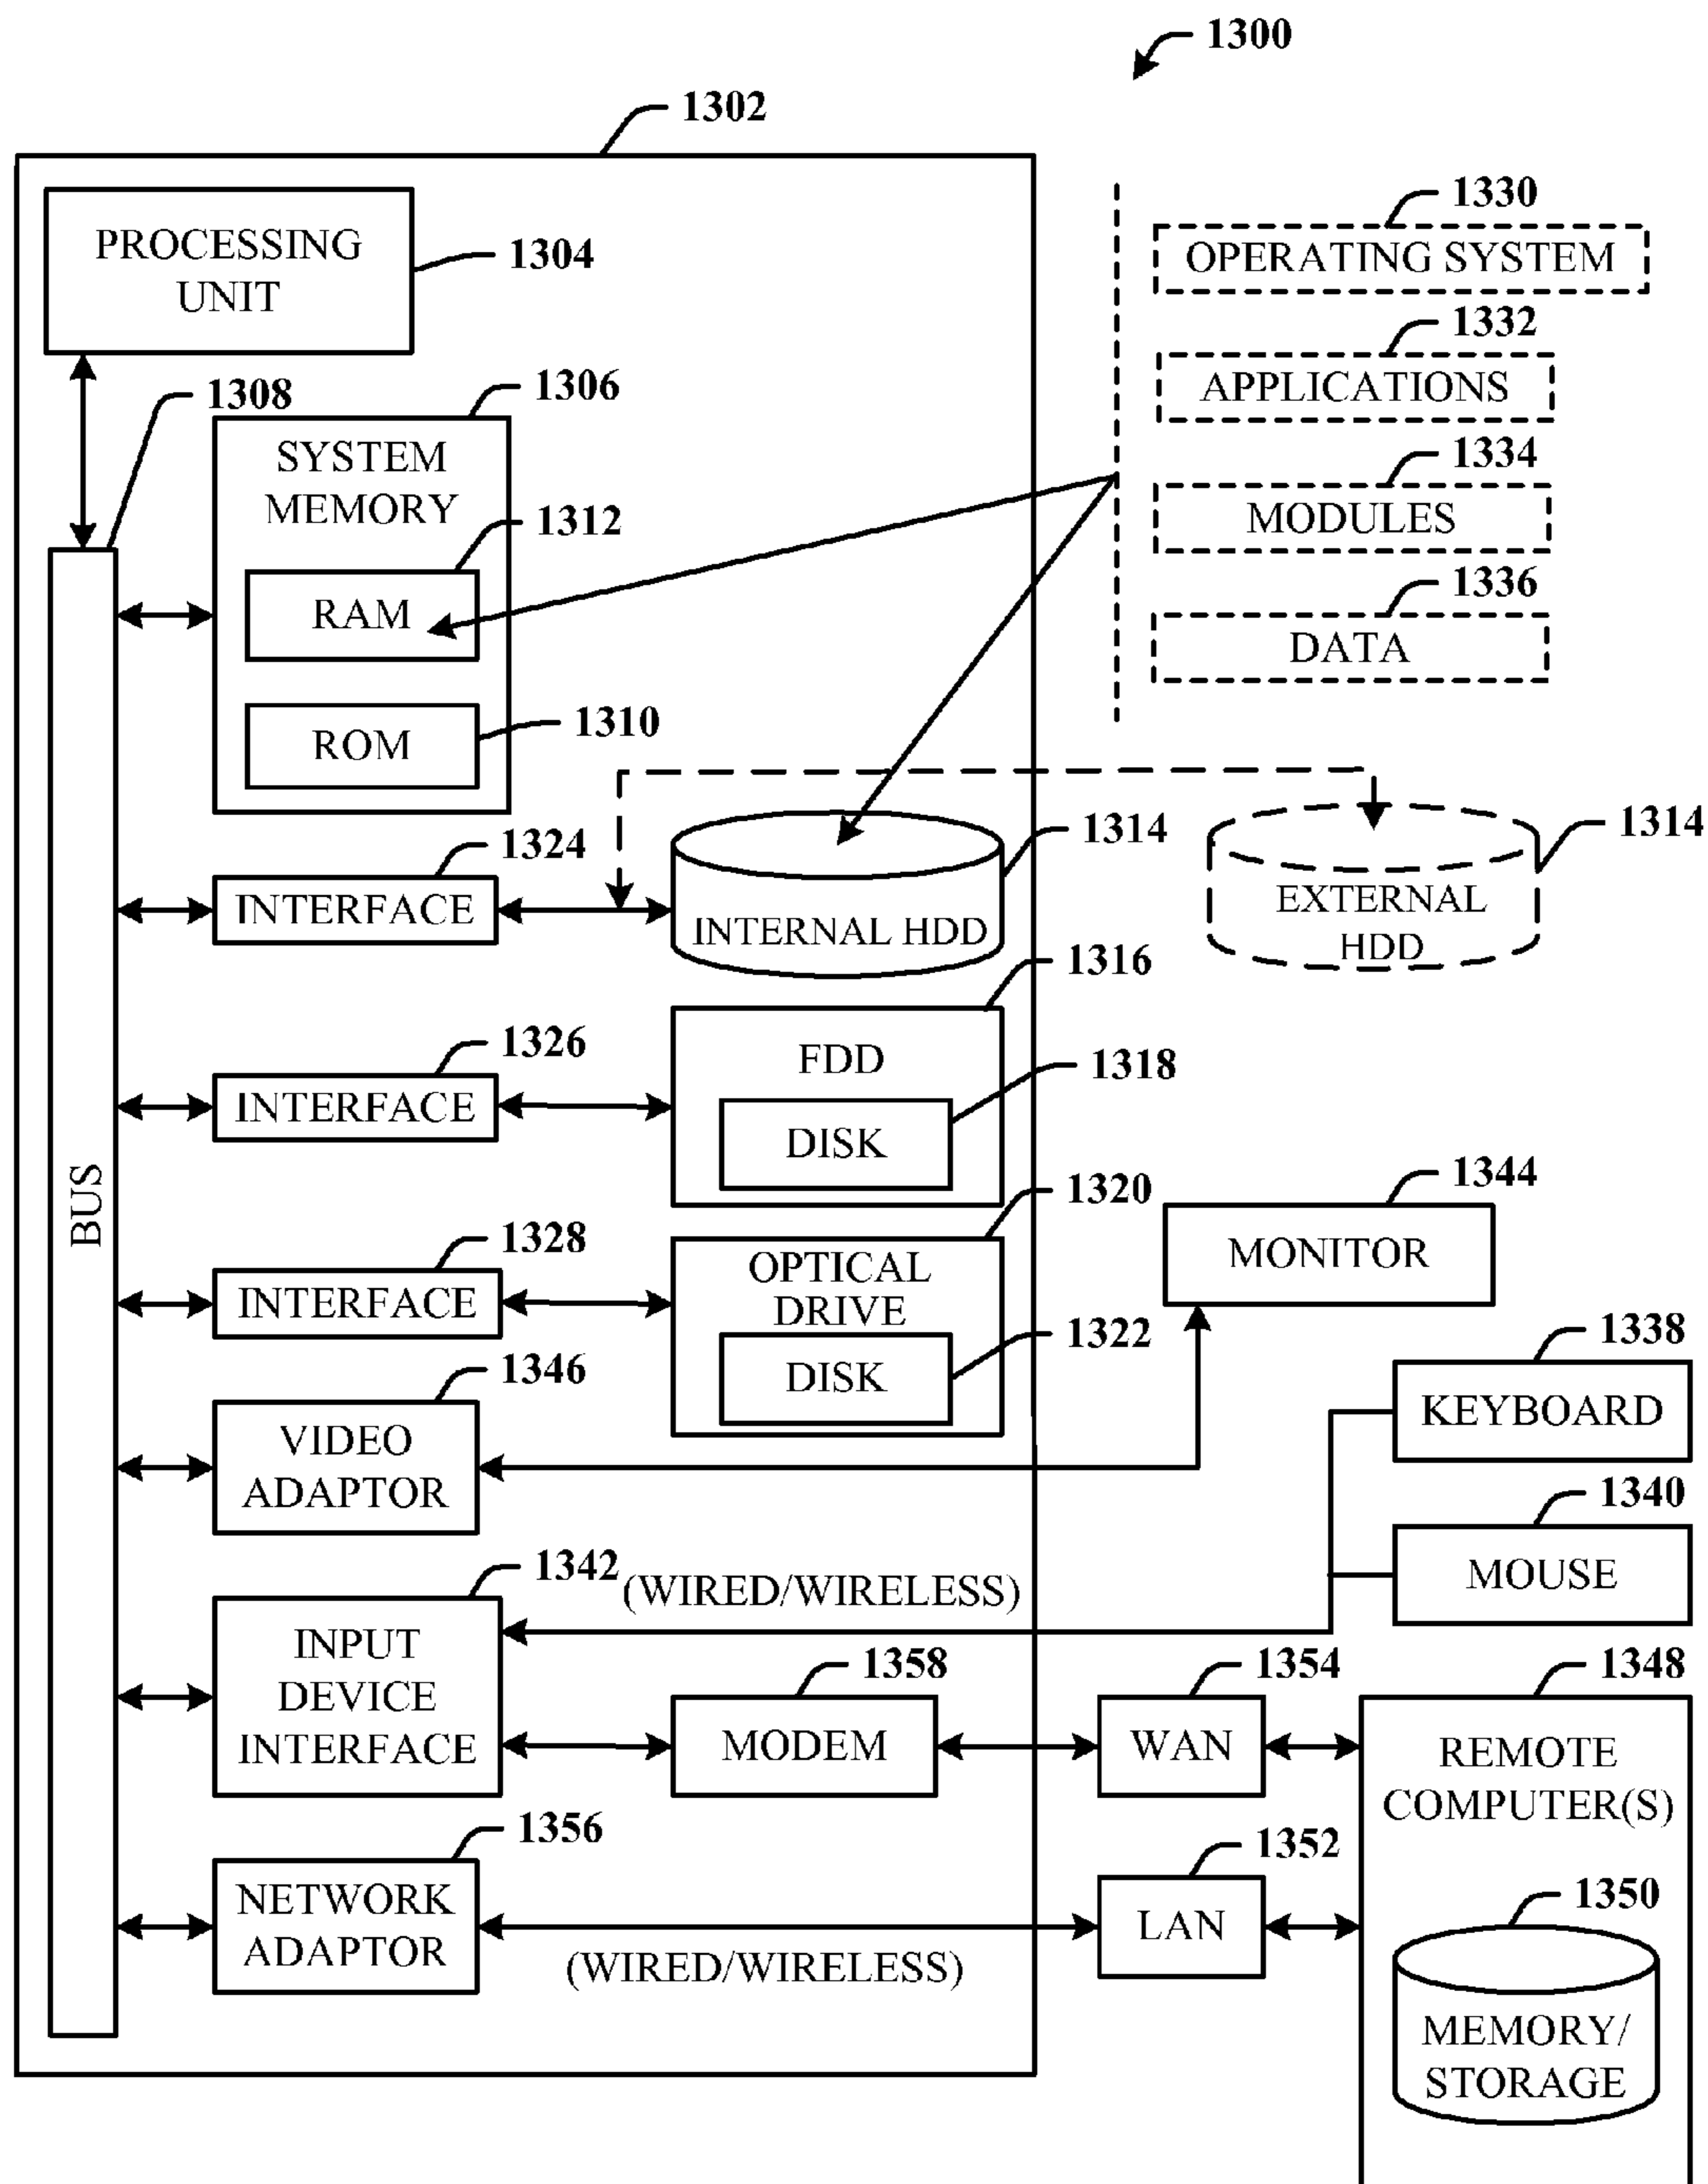 1300
1302
PROCESSING
UNIT
1304
1330
OPERATING SYSTEM
1332
APPLICATIONS
1334
MODULES
1336
DATA
1308
1306
SYSTEM
MEMORY
1312
RAM
1310
ROM
BUS
1324
INTERFACE
1314
INTERNAL HDD
1314
EXTERNAL
HDD
1316
FDD
1326
INTERFACE
1318
DISK
1320
OPTICAL
DRIVE
1328
INTERFACE
1322
DISK
1344
MONITOR
1346
VIDEO
ADAPTOR
1338
KEYBOARD
1340
MOUSE
1342
(WIRED/WIRELESS)
INPUT
DEVICE
INTERFACE
1358
MODEM
1354
WAN
1348
REMOTE
COMPUTER(S)
1356
NETWORK
ADAPTOR
(WIRED/WIRELESS)
1352
LAN
1350
MEMORY/
STORAGE